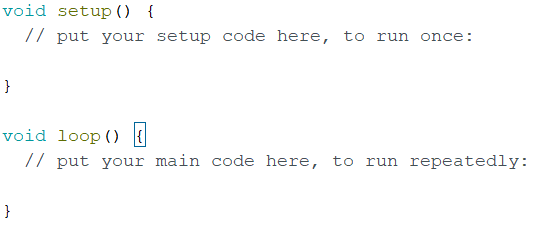 void setup() {
  // put your setup code here, to run once:
}
void loop() {
  // put your main code here, to run repeatedly:
}